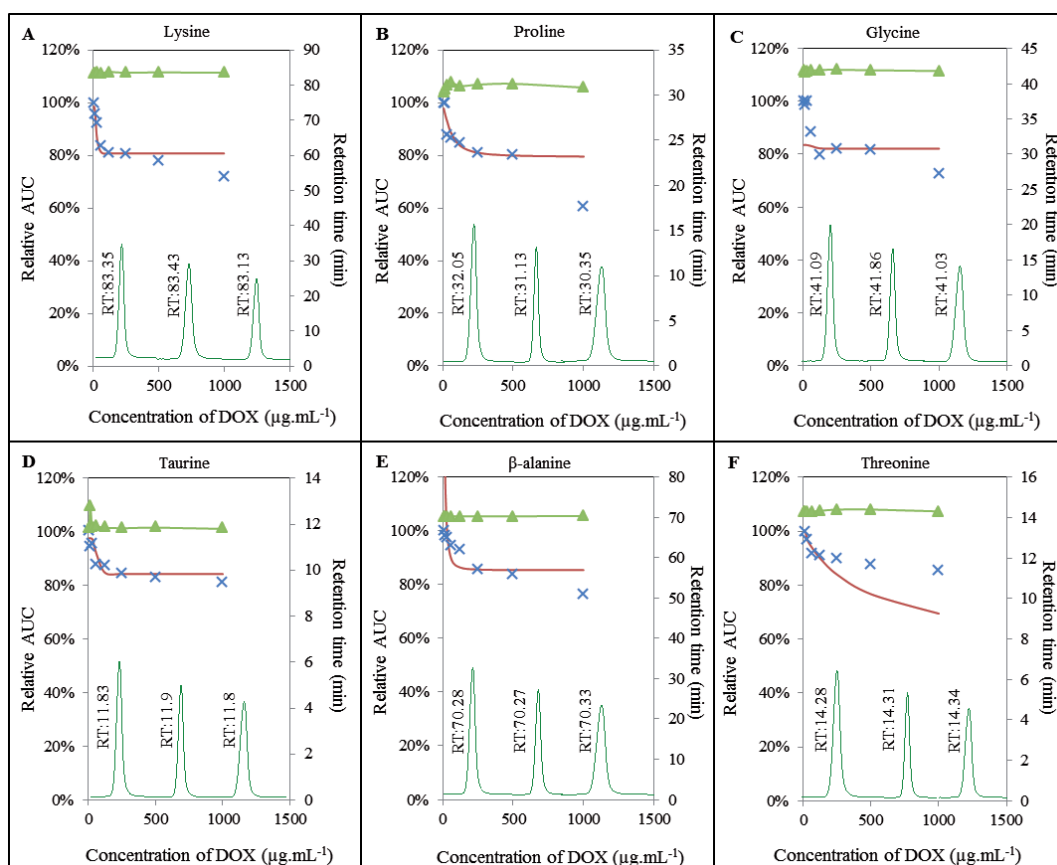 A Lysine
120% 90
100% 80
80% 70
60% 60
40% 50
20% 40
0% 30
20
10
0
Relative AUC
Retention time (min)
RT:83.35
RT:83.43
RT:83.13
0 500 1000 1500
Concentration of DOX (µg.mL⁻¹)
B Proline
120% 35
100% 30
80% 25
60% 20
40% 15
20% 10
0% 5
0
Relative AUC
Retention time (min)
RT:32.05
RT:31.13
RT:30.35
0 500 1000 1500
Concentration of DOX (µg.mL⁻¹)
C Glycine
120% 45
100% 40
80% 35
60% 30
40% 25
20% 20
0% 15
10
5
0
Relative AUC
Retention time (min)
RT:41.09
RT:41.86
RT:41.03
0 500 1000 1500
Concentration of DOX (µg.mL⁻¹)
D Taurine
120% 14
100% 12
80% 10
60% 8
40% 6
20% 4
0% 2
0
Relative AUC
Retention time (min)
RT:11.83
RT:11.9
RT:11.8
0 500 1000 1500
Concentration of DOX (µg.mL⁻¹)
E β-alanine
120% 80
100% 70
80% 60
60% 50
40% 40
20% 30
0% 20
10
0
Relative AUC
Retention time (min)
RT:70.28
RT:70.27
RT:70.33
0 500 1000 1500
Concentration of DOX (µg.mL⁻¹)
F Threonine
120% 16
100% 14
80% 12
60% 10
40% 8
20% 6
0% 4
2
0
Relative AUC
Retention time (min)
RT:14.28
RT:14.31
RT:14.34
0 500 1000 1500
Concentration of DOX (µg.mL⁻¹)